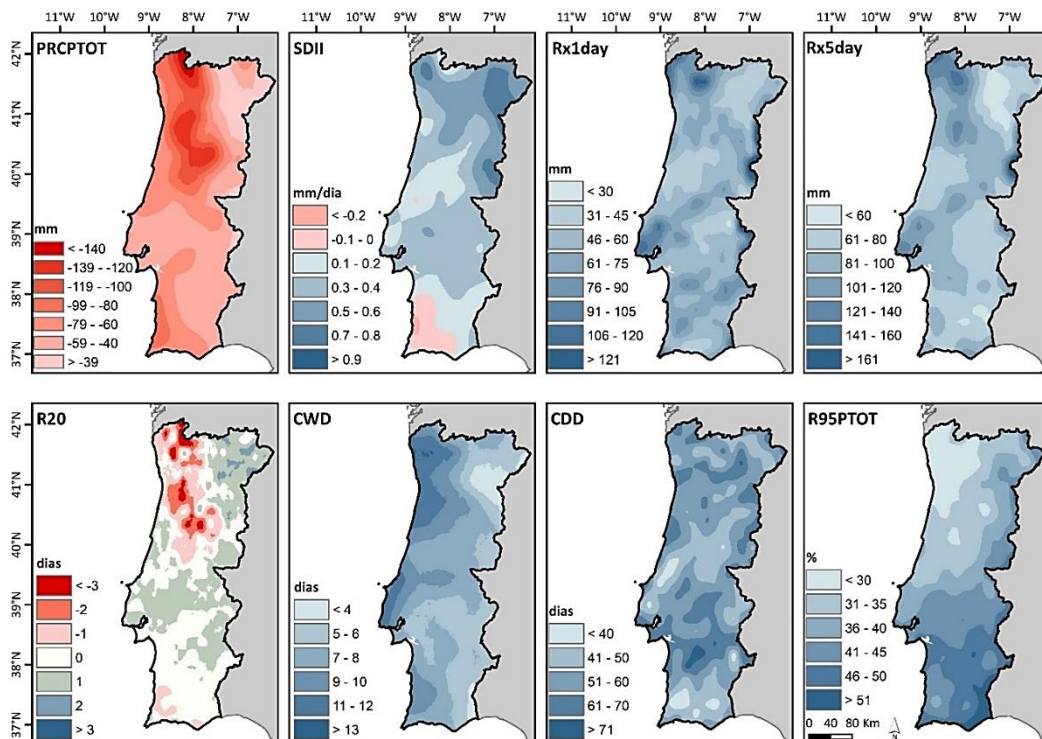 11°W 10°W 9°W 8°W 7°W 11°W 10°W 9°W 8°W 7°W 11°W 10°W 9°W 8°W 7°W 11°W 10°W 9°W 8°W 7°W
PRCPTOT
42°N
41°N
40°N
39°N
38°N
37°N
mm
< -140
-139 - -120
-119 - -100
-99 - -80
-79 - -60
-59 - -40
> -39
SDII
mm/dia
< -0.2
-0.1 - 0
0.1 - 0.2
0.3 - 0.4
0.5 - 0.6
0.7 - 0.8
> 0.9
Rx1day
mm
< 30
31 - 45
46 - 60
61 - 75
76 - 90
91 - 105
106 - 120
> 121
Rx5day
mm
< 60
61 - 80
81 - 100
101 - 120
121 - 140
141 - 160
> 161
R20
42°N
41°N
40°N
39°N
38°N
37°N
dias
< -3
-2
-1
0
1
2
> 3
CWD
dias
< 4
5 - 6
7 - 8
9 - 10
11 - 12
> 13
CDD
dias
< 40
41 - 50
51 - 60
61 - 70
> 71
R95PTOT
%
< 30
31 - 35
36 - 40
41 - 45
46 - 50
> 51
0 40 80 Km
N